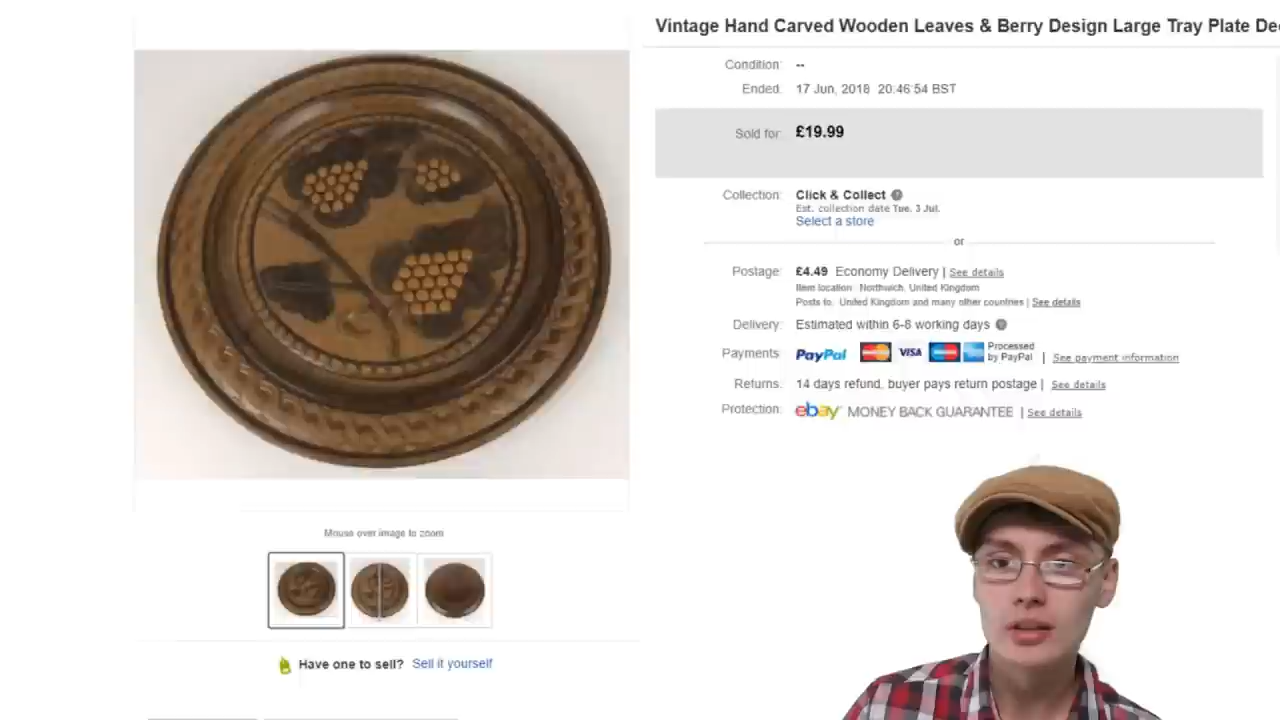 Vintage Hand Carved Wooden Leaves & Berry Design Large Tray Plate De
Condition: --
Ended: 17 Jun, 2018 20:46:54 BST
Sold for: £19.99
Collection: Click & Collect
Est. collection date Tue. 3 Jul.
Select a store
or
Postage: £4.49 Economy Delivery | See details
Item location Northwich, United Kingdom
Posts to: United Kingdom and many other countries | See details
Delivery: Estimated within 6-8 working days
Payments: PayPal MasterCard VISA Processed by PayPal | See payment information
Returns: 14 days refund, buyer pays return postage | See details
Protection: ebay MONEY BACK GUARANTEE | See details
Mouse over image to zoom
Have one to sell? Sell it yourself